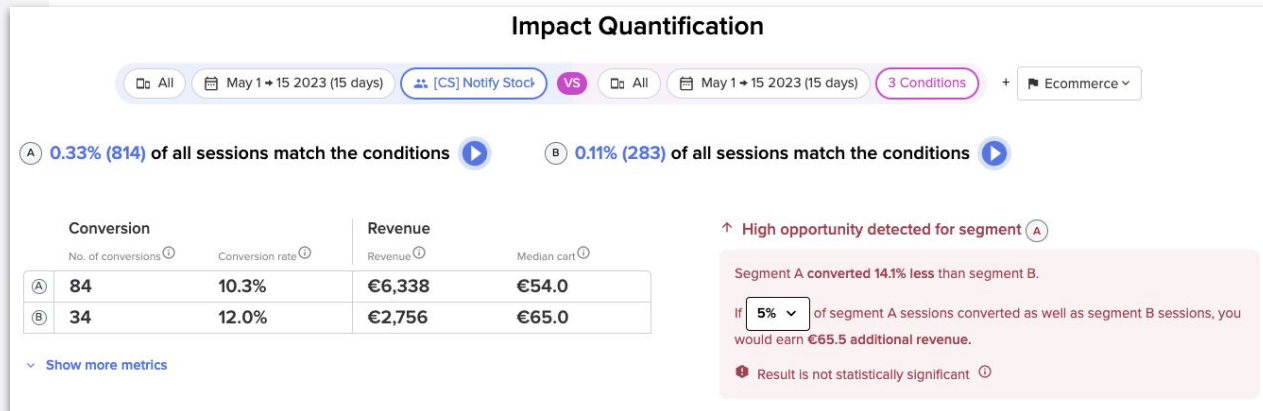 Impact Quantification
All May 1 → 15 2023 (15 days) [CS] Notify Stock VS All May 1 → 15 2023 (15 days) 3 Conditions + Ecommerce
A 0.33% (814) of all sessions match the conditions B 0.11% (283) of all sessions match the conditions
Conversion Revenue
No. of conversions Conversion rate Revenue Median cart
A 84 10.3% €6,338 €54.0
B 34 12.0% €2,756 €65.0
Show more metrics
↑ High opportunity detected for segment A
Segment A converted 14.1% less than segment B.
If 5% of segment A sessions converted as well as segment B sessions, you
would earn €65.5 additional revenue.
Result is not statistically significant